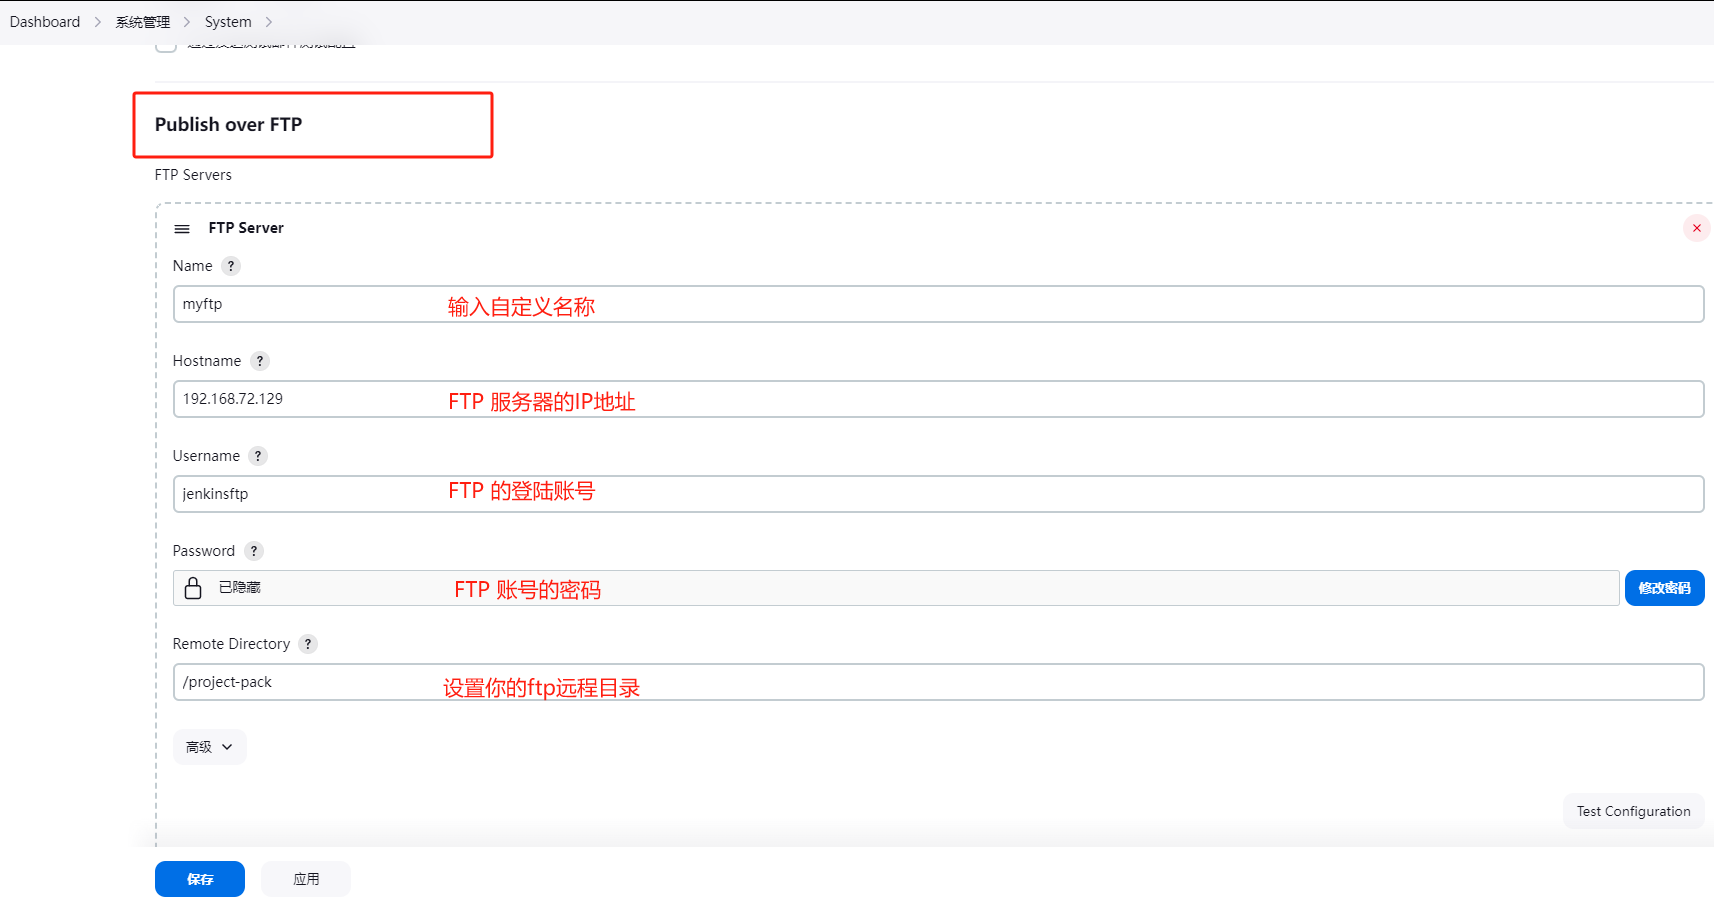 Dashboard > 系统管理 > System >
Publish over FTP
FTP Servers
FTP Server
Name ?
myftp 输入自定义名称
Hostname ?
192.168.72.129 FTP 服务器的IP地址
Username ?
jenkinsftp FTP 的登陆账号
Password ?
已隐藏 FTP 账号的密码 修改密码
Remote Directory ?
/project-pack 设置你的ftp远程目录
高级
Test Configuration
保存 应用